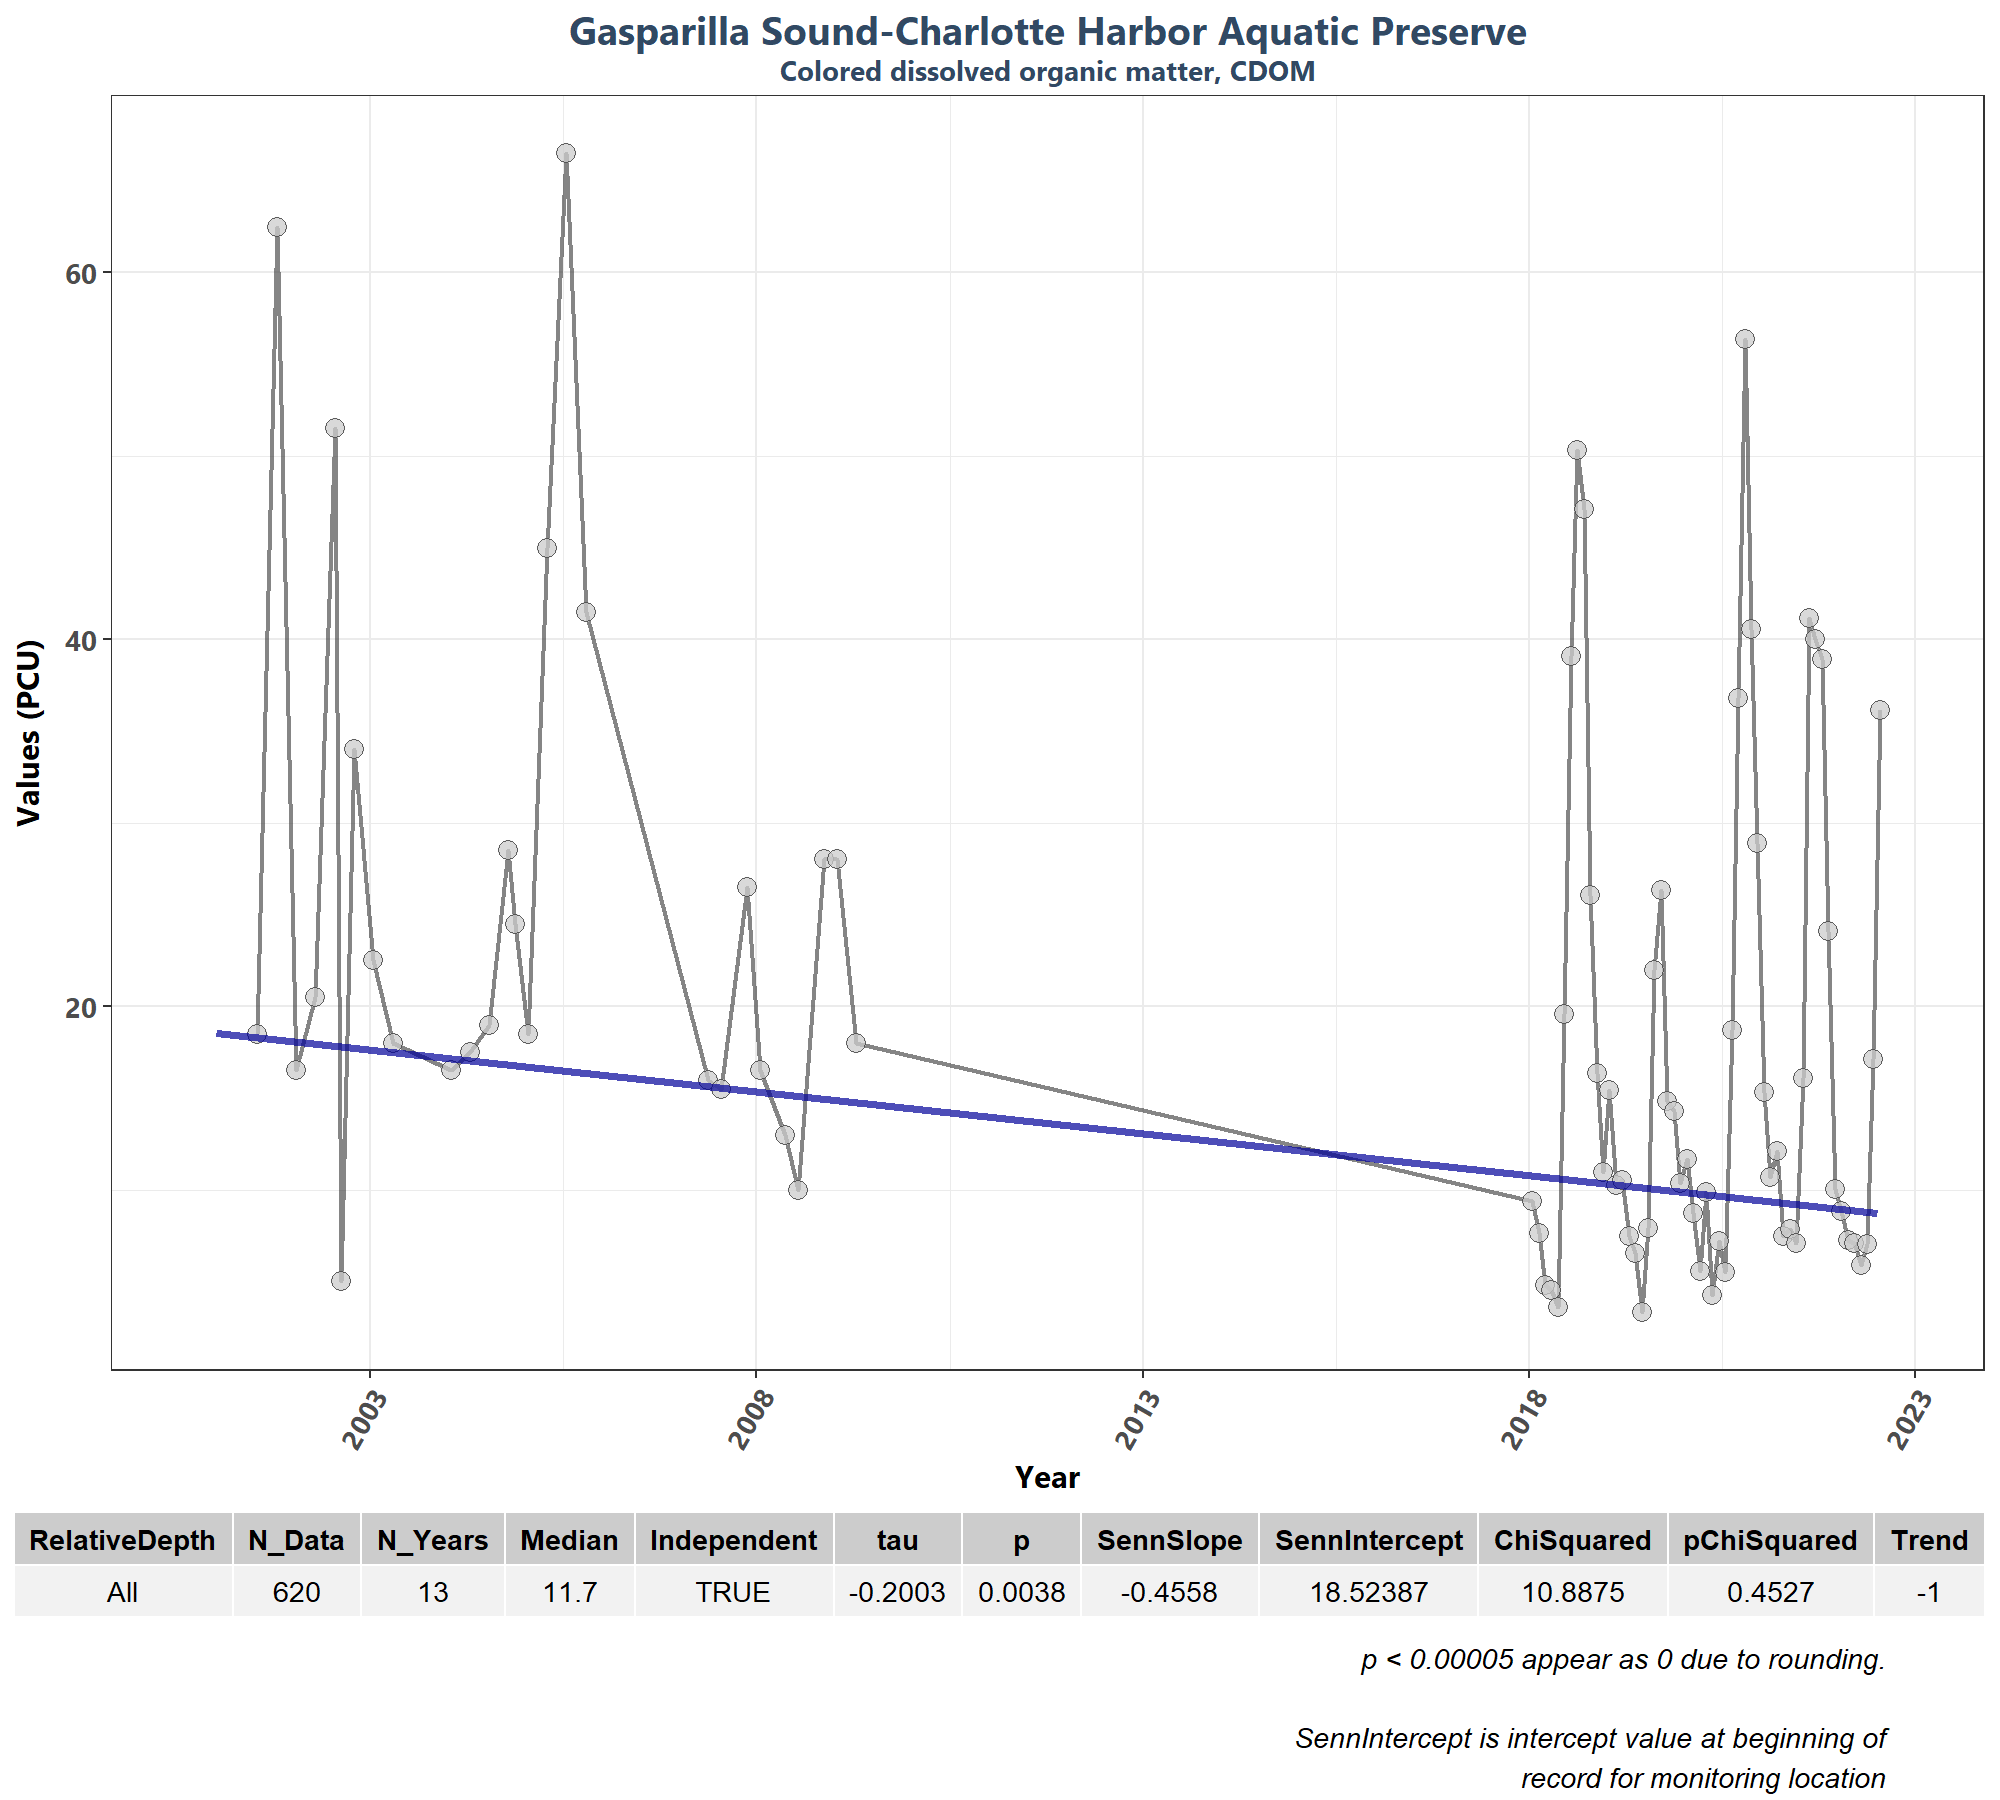 Gasparilla Sound-Charlotte Harbor Aquatic Preserve
Colored dissolved organic matter, CDOM
Values (PCU)
60
40
20
2003
2008
2013
2018
2023
Year
RelativeDepth N_Data N_Years Median Independent tau p SennSlope SennIntercept ChiSquared pChiSquared Trend
All 620 13 11.7 TRUE -0.2003 0.0038 -0.4558 18.52387 10.8875 0.4527 -1
p < 0.00005 appear as 0 due to rounding.
SennIntercept is intercept value at beginning of
record for monitoring location